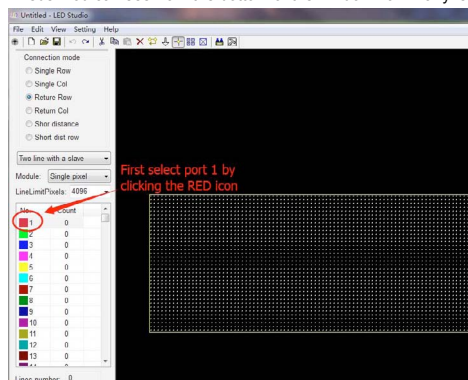 Untitled - LED Studio
File Edit View Setting Help
Connection mode
Single Row
Single Col
Reture Row
Return Col
Shor distance
Short dist row
Two line with a slave
Module: Single pixel
LineLimitPixels: 4096
First select port 1 by
clicking the RED icon
No. Count
1 0
2 0
3 0
4 0
5 0
6 0
7 0
8 0
9 0
10 0
11 0
12 0
13 0
Lines number: 0